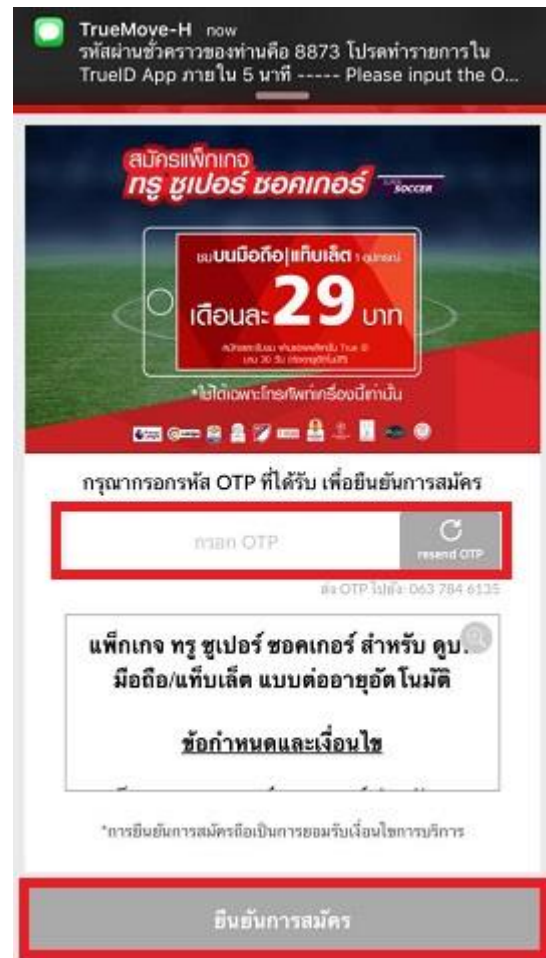 TrueMove-H now
รหัสผ่านชั่วคราวของท่านคือ 8873 โปรดทำรายการใน
TrueID App ภายใน 5 นาที ----- Please input the O...
สมัครแพ็กเกจ
ทรู ซูเปอร์ ซอคเกอร์
SOCCER
ชมบนมือถือ|แท็บเล็ต 1 อุปกรณ์
เดือนละ 29 บาท
*ใช้ได้เฉพาะโทรศัพท์เครื่องนี้เท่านั้น
กรุณากรอกรหัส OTP ที่ได้รับ เพื่อยืนยันการสมัคร
กรอก OTP
resend OTP
ส่ง OTP ไปยัง 063 784 6135
แพ็กเกจ ทรู ซูเปอร์ ซอคเกอร์ สำหรับ ดูบ
มือถือ/แท็บเล็ต แบบต่ออายุอัตโนมัติ
ข้อกำหนดและเงื่อนไข
*การยืนยันการสมัครถือเป็นการยอมรับเงื่อนไขการบริการ
ยืนยันการสมัคร